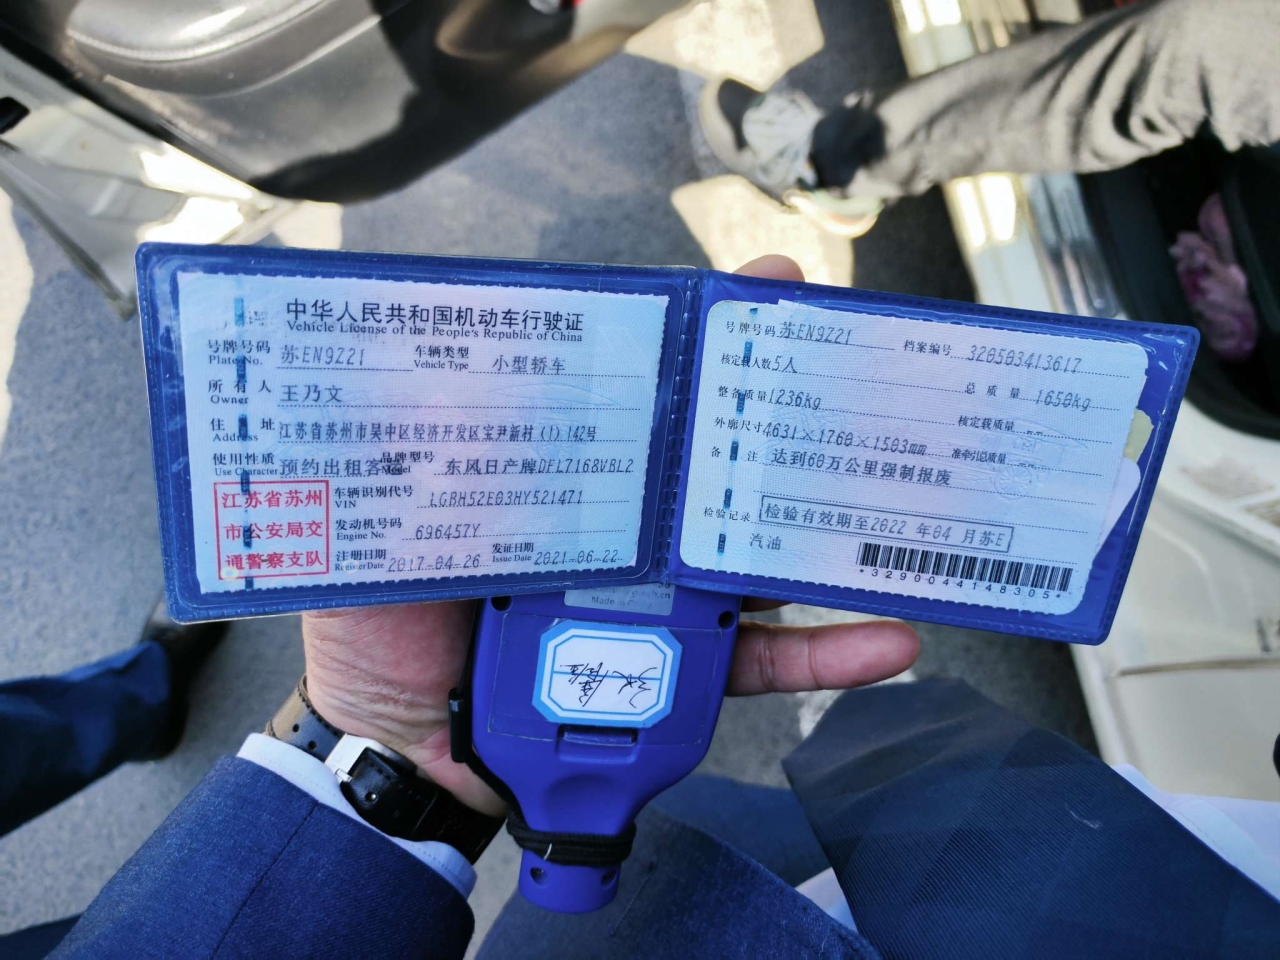 中华人民共和国机动车行驶证
Vehicle License of the People's Republic of China
号牌号码 苏EN9Z21 车辆类型 小型轿车
Plate No. Vehicle Type
所有人 王乃文
Owner
住址 江苏省苏州市吴中区经济开发区宝尹新村(1)142号
Address
使用性质 预约出租客 品牌型号 东风日产牌DFL7168VBL2
Use Character Model
江苏省苏州
市公安局交
通警察支队
车辆识别代号 LGBH52E03HY521471
VIN
发动机号码 696457Y
Engine No.
注册日期 2017-04-26 发证日期 2021-06-22
Register Date Issue Date
号牌号码 苏EN9Z21 档案编号 320503413617
核定载人数 5人 总质量 1650kg
整备质量 1236kg 核定载质量 --
外廓尺寸 4631×1760×1503mm 准牵引总质量 --
备注 达到60万公里强制报废
检验记录 检验有效期至2022年04月苏E
汽油
*3290044148305*